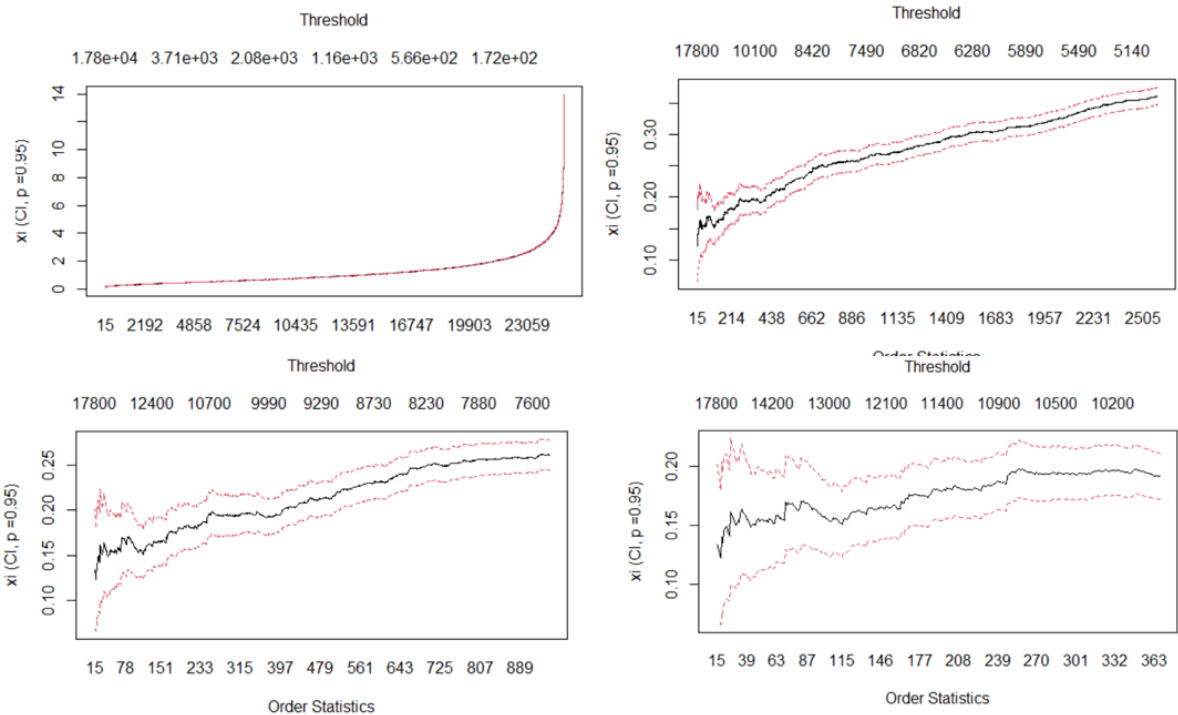 Threshold
1.78e+04 3.71e+03 2.08e+03 1.16e+03 5.66e+02 1.72e+02
xi (CI, p =0.95)
14
10
8
6
4
2
0
15 2192 4858 7524 10435 13591 16747 19903 23059
Threshold
17800 10100 8420 7490 6820 6280 5890 5490 5140
xi (CI, p =0.95)
0.30
0.20
0.10
15 214 438 662 886 1135 1409 1683 1957 2231 2505
Order Statistics
Threshold
17800 12400 10700 9990 9290 8730 8230 7880 7600
xi (CI, p =0.95)
0.25
0.20
0.15
0.10
15 78 151 233 315 397 479 561 643 725 807 889
Order Statistics
Threshold
17800 14200 13000 12100 11400 10900 10500 10200
xi (CI, p =0.95)
0.20
0.15
0.10
15 39 63 87 115 146 177 208 239 270 301 332 363
Order Statistics